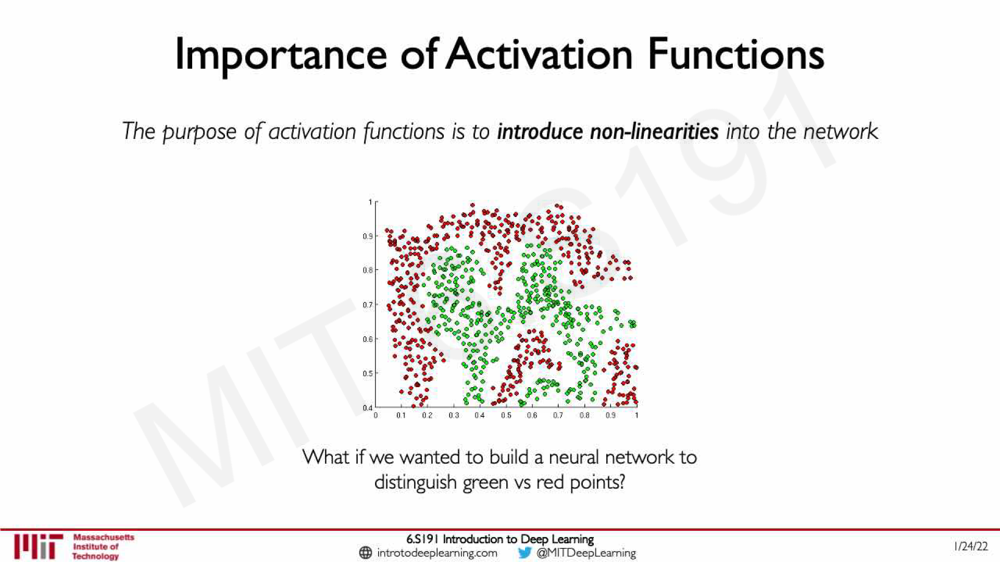 Importance of Activation Functions
The purpose of activation functions is to introduce non-linearities into the network
MIT 6.S191
1
0.9
0.8
0.7
0.6
0.5
0.4
0 0.1 0.2 0.3 0.4 0.5 0.6 0.7 0.8 0.9 1
What if we wanted to build a neural network to
distinguish green vs red points?
Massachusetts
Institute of
Technology
6.S191 Introduction to Deep Learning
introtodeeplearning.com @MITDeepLearning
1/24/22